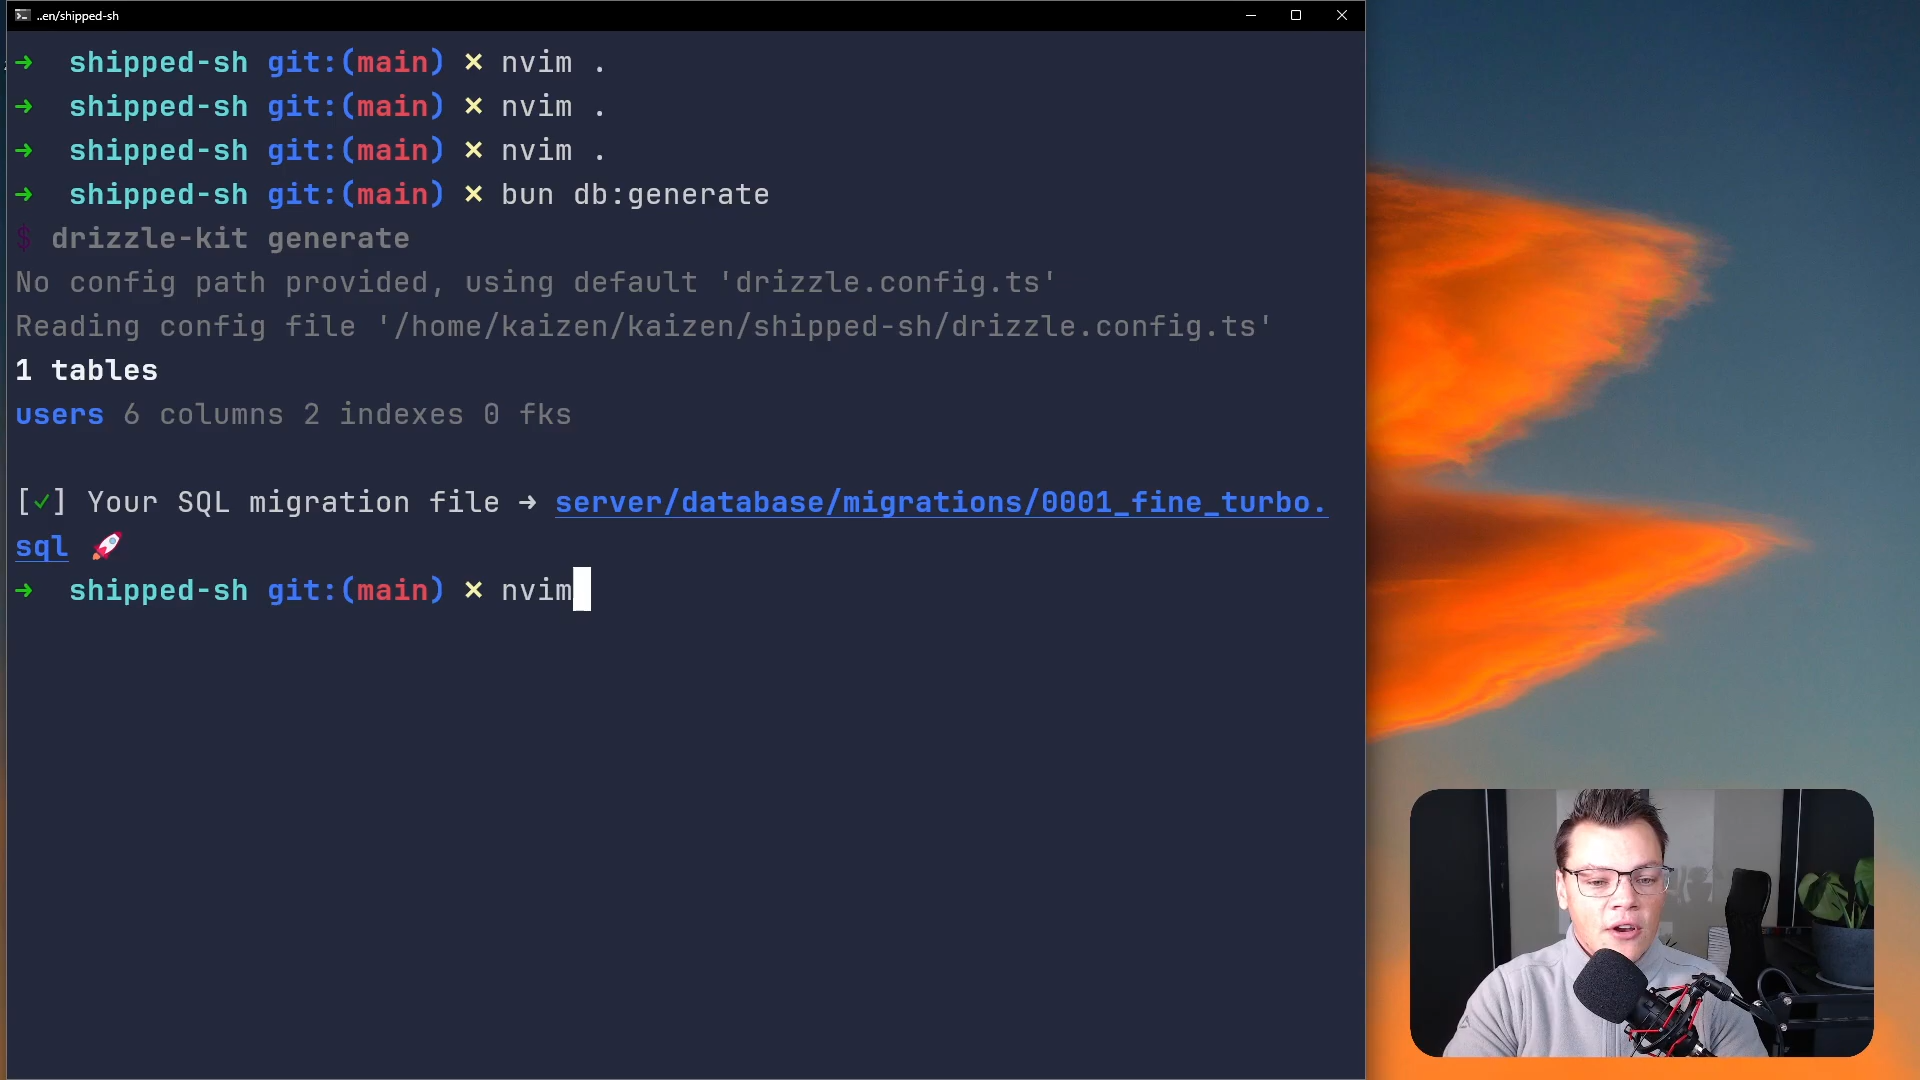 ..en/shipped-sh
→ shipped-sh git:(main) × nvim .
→ shipped-sh git:(main) × nvim .
→ shipped-sh git:(main) × nvim .
→ shipped-sh git:(main) × bun db:generate
$ drizzle-kit generate
No config path provided, using default 'drizzle.config.ts'
Reading config file '/home/kaizen/kaizen/shipped-sh/drizzle.config.ts'
1 tables
users 6 columns 2 indexes 0 fks
[✓] Your SQL migration file → server/database/migrations/0001_fine_turbo.
sql 🚀
→ shipped-sh git:(main) × nvim